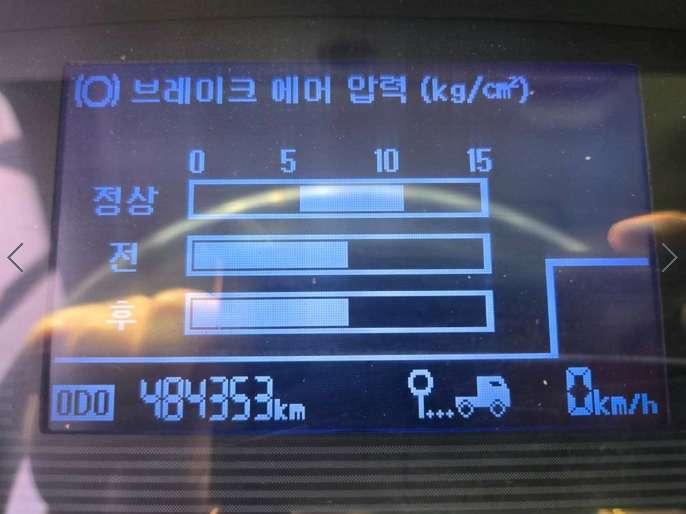 브레이크 에어 압력 (kg/cm²)
0 5 10 15
정상
전
후
ODO 484353km 0km/h